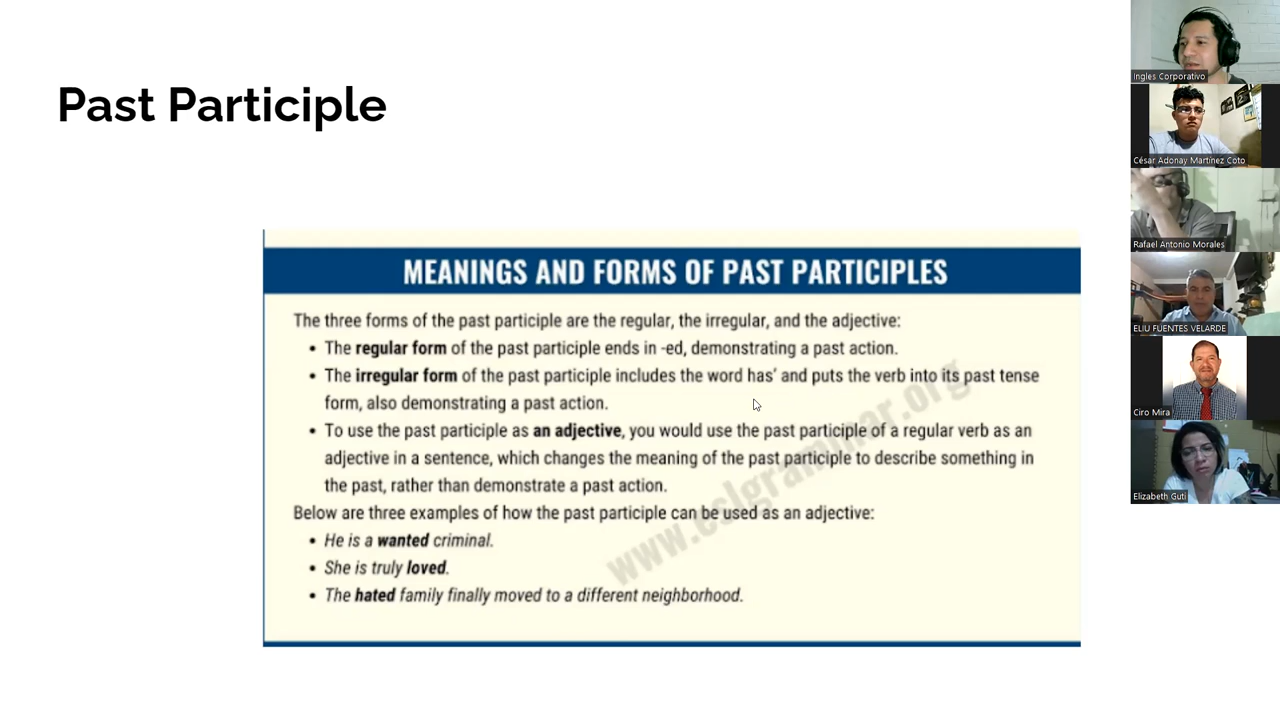 Past Participle
MEANINGS AND FORMS OF PAST PARTICIPLES
The three forms of the past participle are the regular, the irregular, and the adjective:
• The regular form of the past participle ends in -ed, demonstrating a past action.
• The irregular form of the past participle includes the word has' and puts the verb into its past tense
form, also demonstrating a past action.
• To use the past participle as an adjective, you would use the past participle of a regular verb as an
adjective in a sentence, which changes the meaning of the past participle to describe something in
the past, rather than demonstrate a past action.
Below are three examples of how the past participle can be used as an adjective:
• He is a wanted criminal.
• She is truly loved.
• The hated family finally moved to a different neighborhood.
www.eslgrammar.org
Ingles Corporativo
César Adonay Martínez Coto
Rafael Antonio Morales
ELIU FUENTES VELARDE
Ciro Mira
Elizabeth Guti